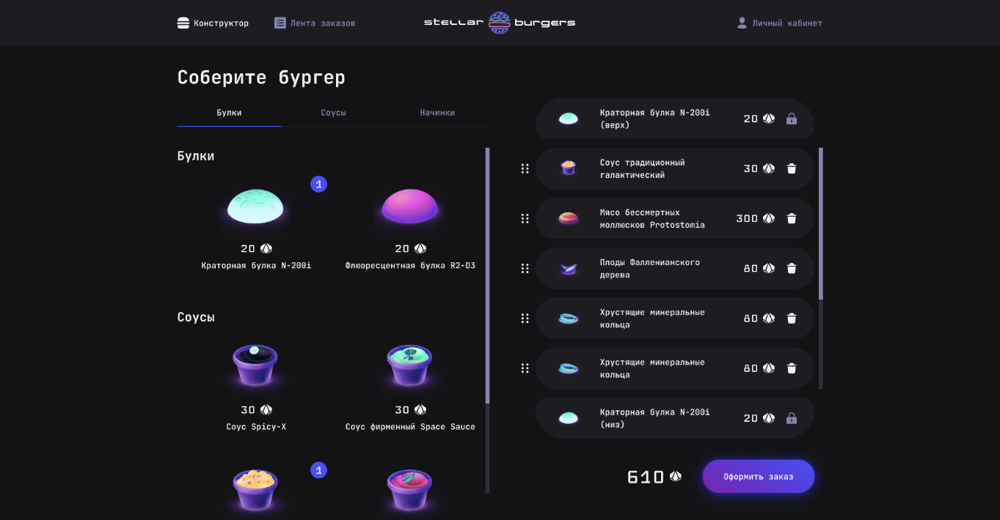 Конструктор
Лента заказов
stellar burgers
Личный кабинет
Соберите бургер
Булки
Соусы
Начинки
Булки
1
20
Краторная булка N-200i
20
Флюоресцентная булка R2-D3
Соусы
30
Соус Spicy-X
30
Соус фирменный Space Sauce
1
Краторная булка N-200i
(верх)
20
Соус традиционный
галактический
30
Мясо бессмертных
моллюсков Protostomia
300
Плоды Фалленианского
дерева
80
Хрустящие минеральные
кольца
80
Хрустящие минеральные
кольца
80
Краторная булка N-200i
(низ)
20
610
Оформить заказ